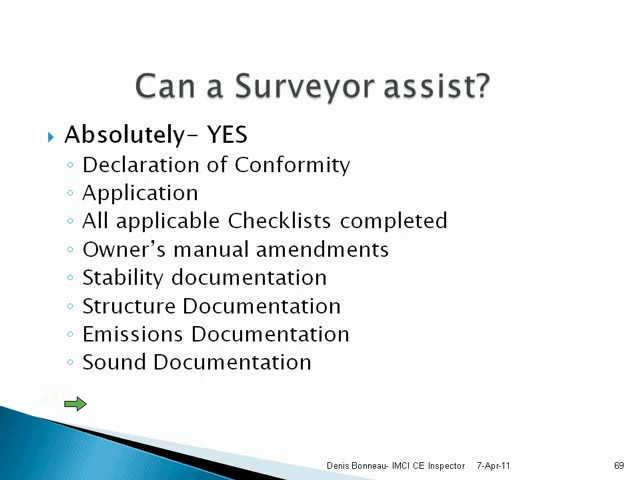 Can a Surveyor assist?
Absolutely- YES
Declaration of Conformity
Application
All applicable Checklists completed
Owner's manual amendments
Stability documentation
Structure Documentation
Emissions Documentation
Sound Documentation
Denis Bonneau- IMCI CE Inspector 7-Apr-11 69